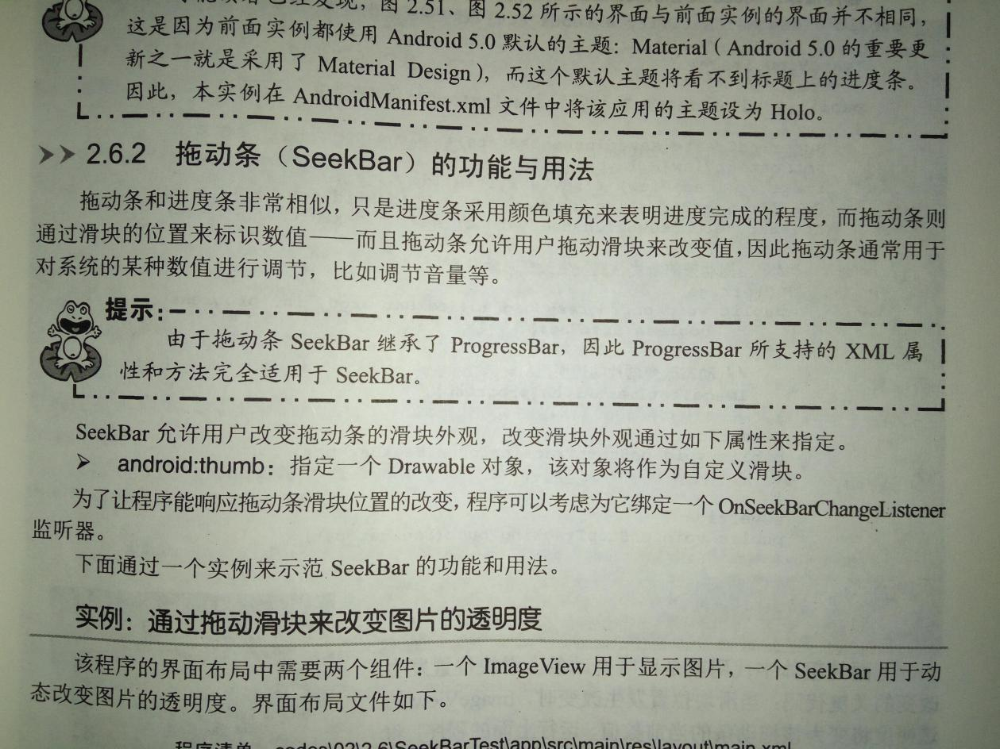 可能读者已经发现，图 2.51、图 2.52 所示的界面与前面实例的界面并不相同，
这是因为前面实例都使用 Android 5.0 默认的主题：Material（Android 5.0 的重要更
新之一就是采用了 Material Design），而这个默认主题将看不到标题上的进度条。
因此，本实例在 AndroidManifest.xml 文件中将该应用的主题设为 Holo。
>> 2.6.2 拖动条（SeekBar）的功能与用法
拖动条和进度条非常相似，只是进度条采用颜色填充来表明进度完成的程度，而拖动条则
通过滑块的位置来标识数值——而且拖动条允许用户拖动滑块来改变值，因此拖动条通常用于
对系统的某种数值进行调节，比如调节音量等。
提示：
由于拖动条 SeekBar 继承了 ProgressBar，因此 ProgressBar 所支持的 XML 属
性和方法完全适用于 SeekBar。
SeekBar 允许用户改变拖动条的滑块外观，改变滑块外观通过如下属性来指定。
➢ android:thumb：指定一个 Drawable 对象，该对象将作为自定义滑块。
为了让程序能响应拖动条滑块位置的改变，程序可以考虑为它绑定一个 OnSeekBarChangeListener
监听器。
下面通过一个实例来示范 SeekBar 的功能和用法。
实例：通过拖动滑块来改变图片的透明度
该程序的界面布局中需要两个组件：一个 ImageView 用于显示图片，一个 SeekBar 用于动
态改变图片的透明度。界面布局文件如下。
程序清单：codes\02\2.6\SeekBarTest\app\src\main\res\layout\main.xml